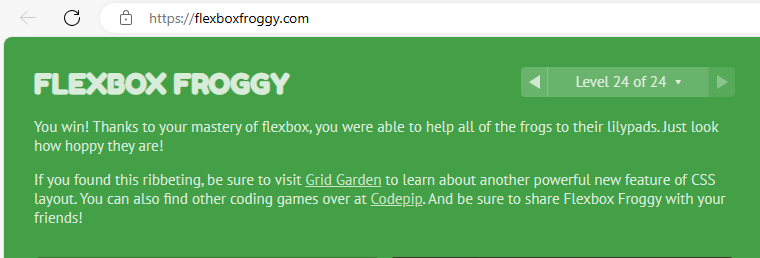 https://flexboxfroggy.com
FLEXBOX FROGGY
Level 24 of 24
You win! Thanks to your mastery of flexbox, you were able to help all of the frogs to their lilypads. Just look
how hoppy they are!
If you found this ribbeting, be sure to visit Grid Garden to learn about another powerful new feature of CSS
layout. You can also find other coding games over at Codepip. And be sure to share Flexbox Froggy with your
friends!